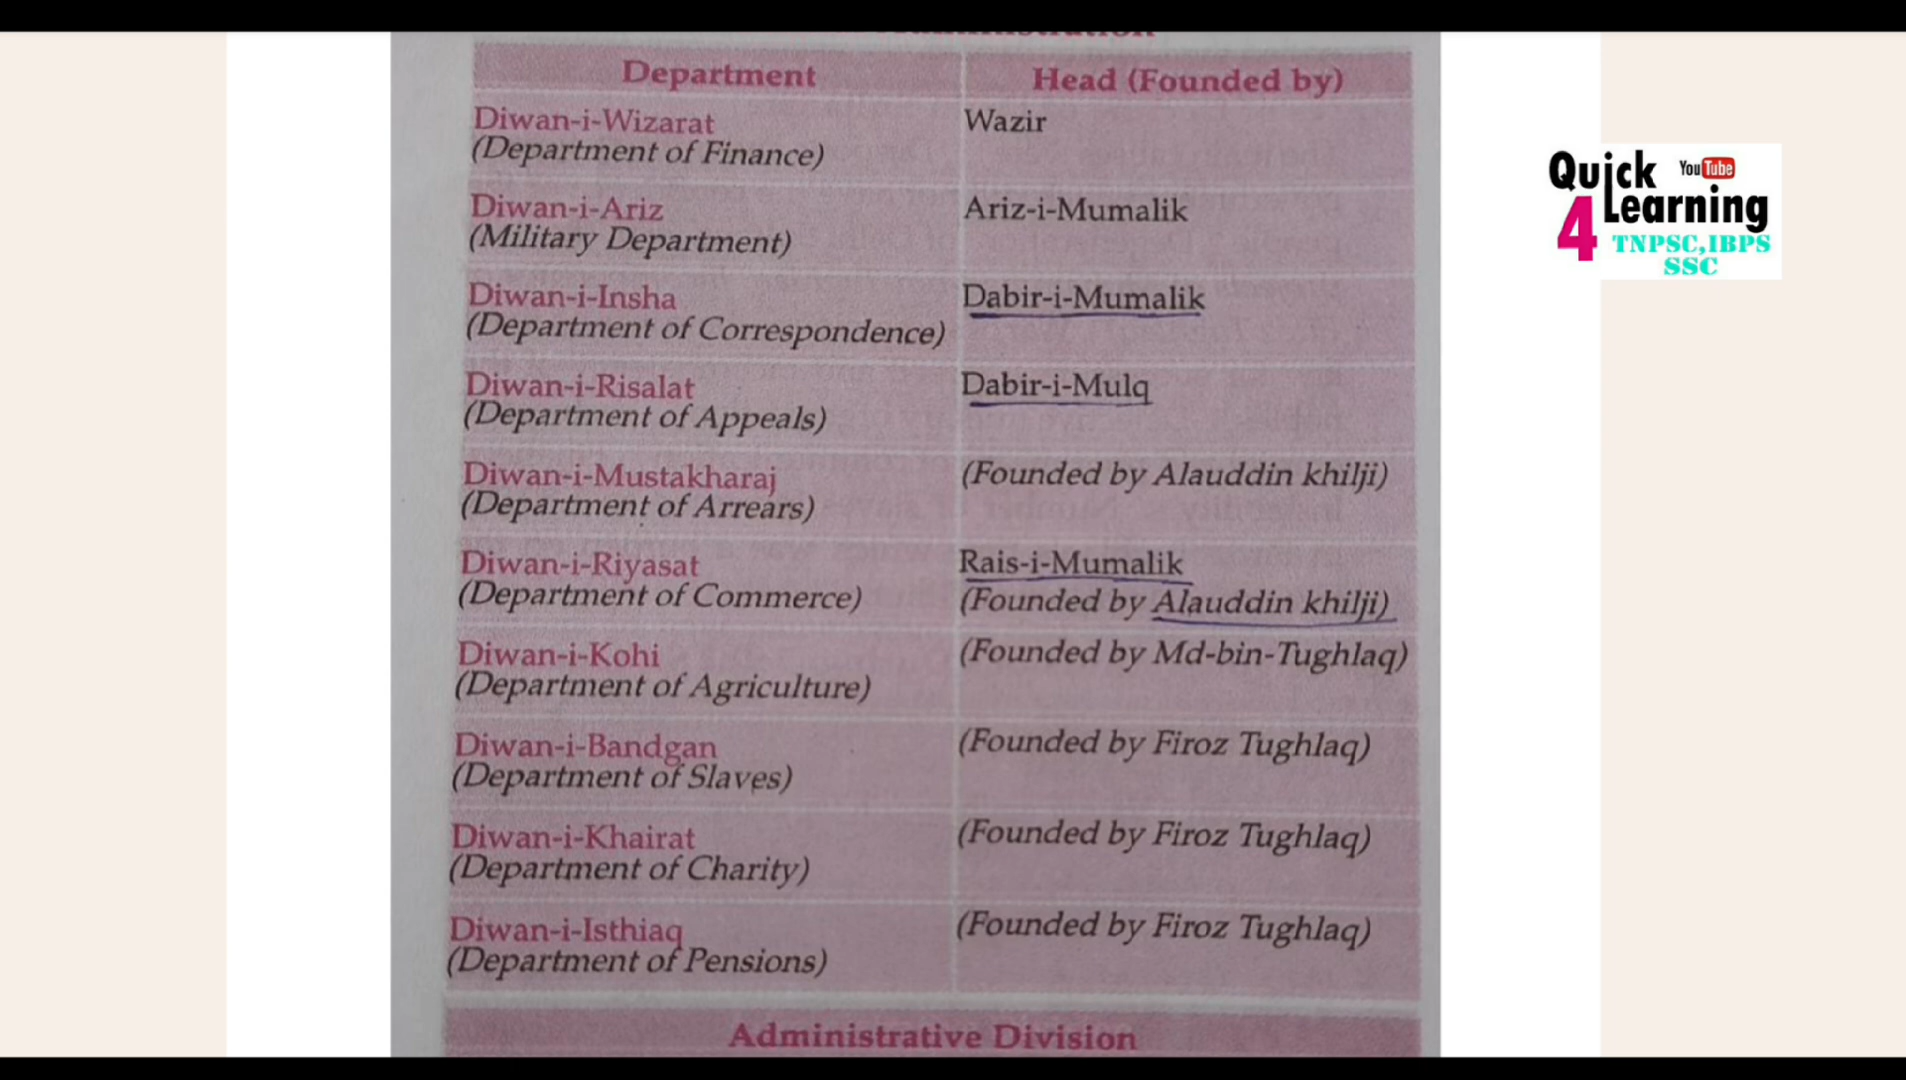 Administration
Department Head (Founded by)
Diwan-i-Wizarat Wazir
(Department of Finance)
Diwan-i-Ariz Ariz-i-Mumalik
(Military Department)
Diwan-i-Insha Dabir-i-Mumalik
(Department of Correspondence)
Diwan-i-Risalat Dabir-i-Mulq
(Department of Appeals)
Diwan-i-Mustakharaj (Founded by Alauddin khilji)
(Department of Arrears)
Diwan-i-Riyasat Rais-i-Mumalik
(Department of Commerce) (Founded by Alauddin khilji)
Diwan-i-Kohi (Founded by Md-bin-Tughlaq)
(Department of Agriculture)
Diwan-i-Bandgan (Founded by Firoz Tughlaq)
(Department of Slaves)
Diwan-i-Khairat (Founded by Firoz Tughlaq)
(Department of Charity)
Diwan-i-Isthiaq (Founded by Firoz Tughlaq)
(Department of Pensions)
Administrative Division
Quick YouTube
4 Learning
TNPSC,IBPS
SSC